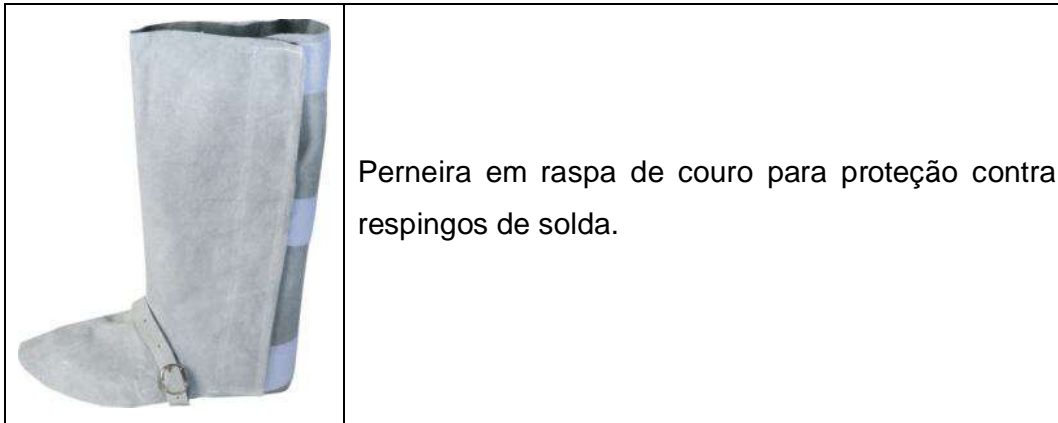 Perneira em raspa de couro para proteção contra
respingos de solda.